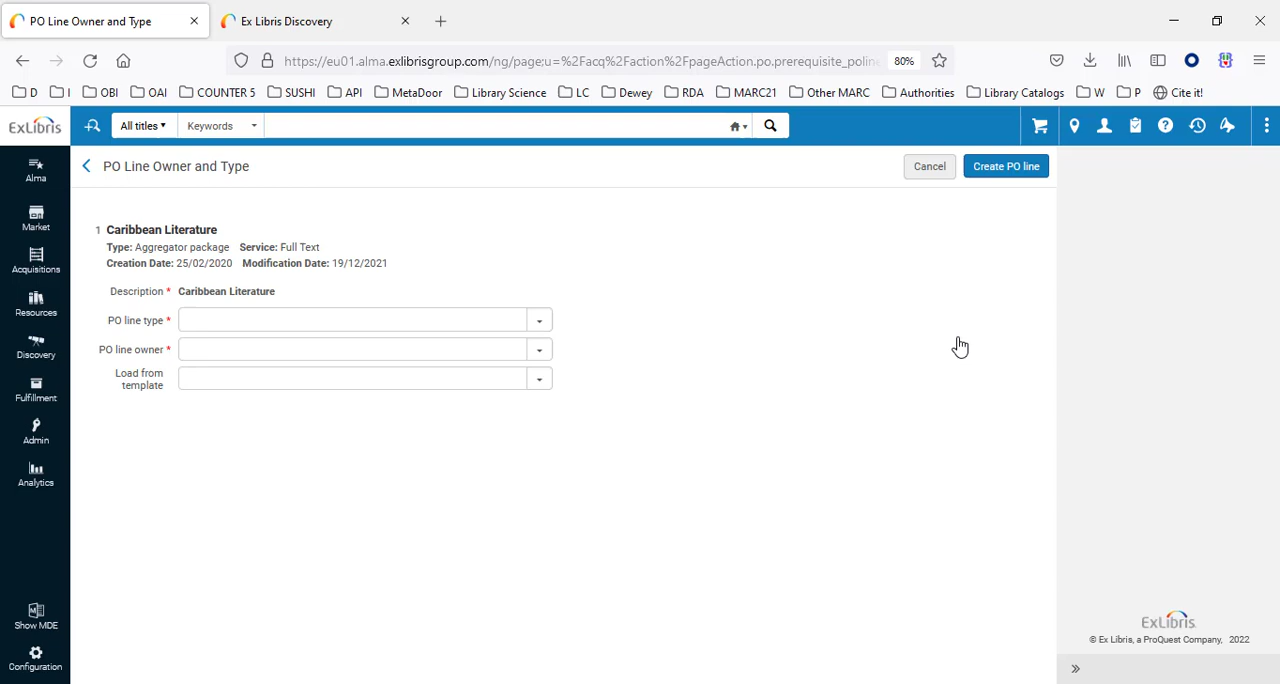 PO Line Owner and Type
Ex Libris Discovery
https://eu01.alma.exlibrisgroup.com/ng/page;u=%2Facq%2Faction%2FpageAction.po.prerequisite_poline
80%
D
I
OBI
OAI
COUNTER 5
SUSHI
API
MetaDoor
Library Science
LC
Dewey
RDA
MARC21
Other MARC
Authorities
Library Catalogs
W
P
Cite it!
ExLibris
All titles
Keywords
Alma
Market
Acquisitions
Resources
Discovery
Fulfillment
Admin
Analytics
Show MDE
Configuration
PO Line Owner and Type
Cancel
Create PO line
1 Caribbean Literature
Type: Aggregator package Service: Full Text
Creation Date: 25/02/2020 Modification Date: 19/12/2021
Description * Caribbean Literature
PO line type *
PO line owner *
Load from
template
ExLibris
© Ex Libris, a ProQuest Company, 2022